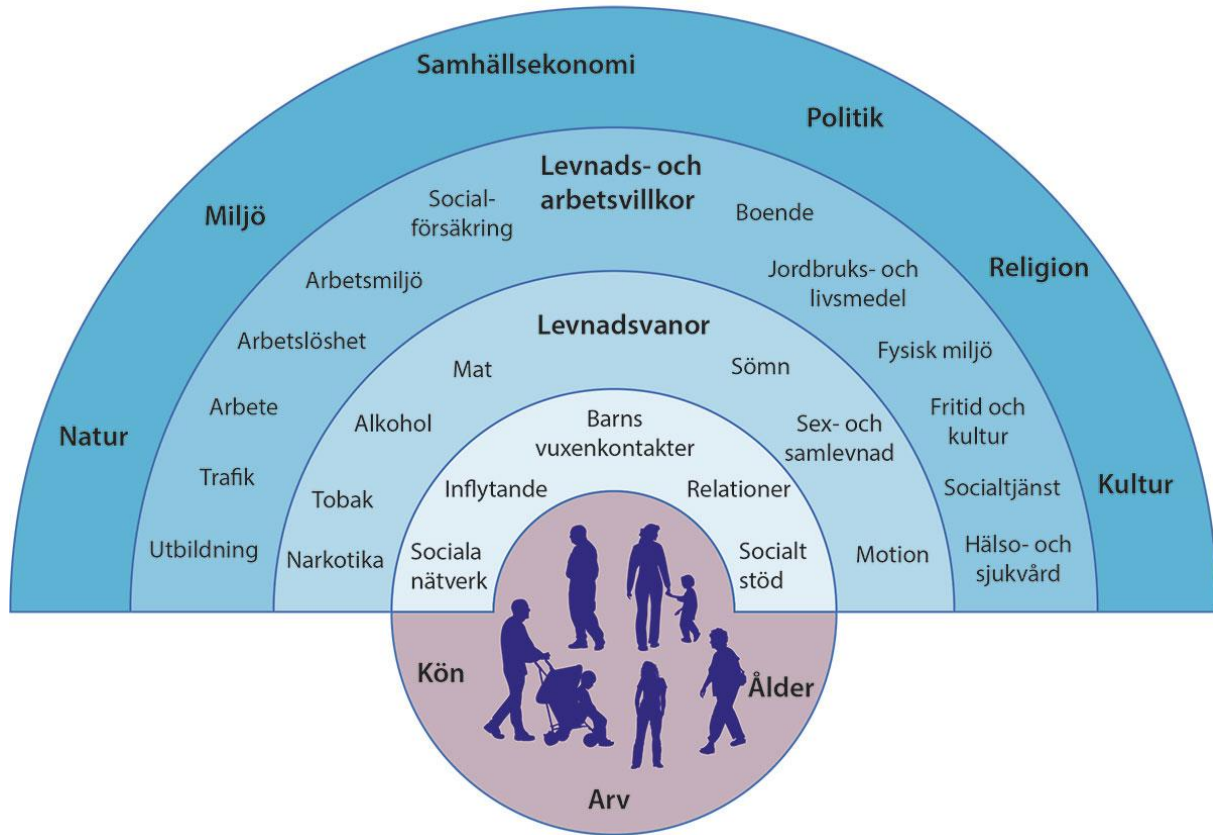 Samhällsekonomi
Politik
Miljö
Religion
Natur
Kultur
Levnads- och
arbetsvillkor
Social-
försäkring
Boende
Arbetsmiljö
Jordbruks- och
livsmedel
Arbetslöshet
Fysisk miljö
Arbete
Fritid och
kultur
Trafik
Socialtjänst
Utbildning
Hälso- och
sjukvård
Levnadsvanor
Mat
Sömn
Alkohol
Sex- och
samlevnad
Tobak
Narkotika
Motion
Barns
vuxenkontakter
Inflytande
Relationer
Sociala
nätverk
Socialt
stöd
Kön
Ålder
Arv